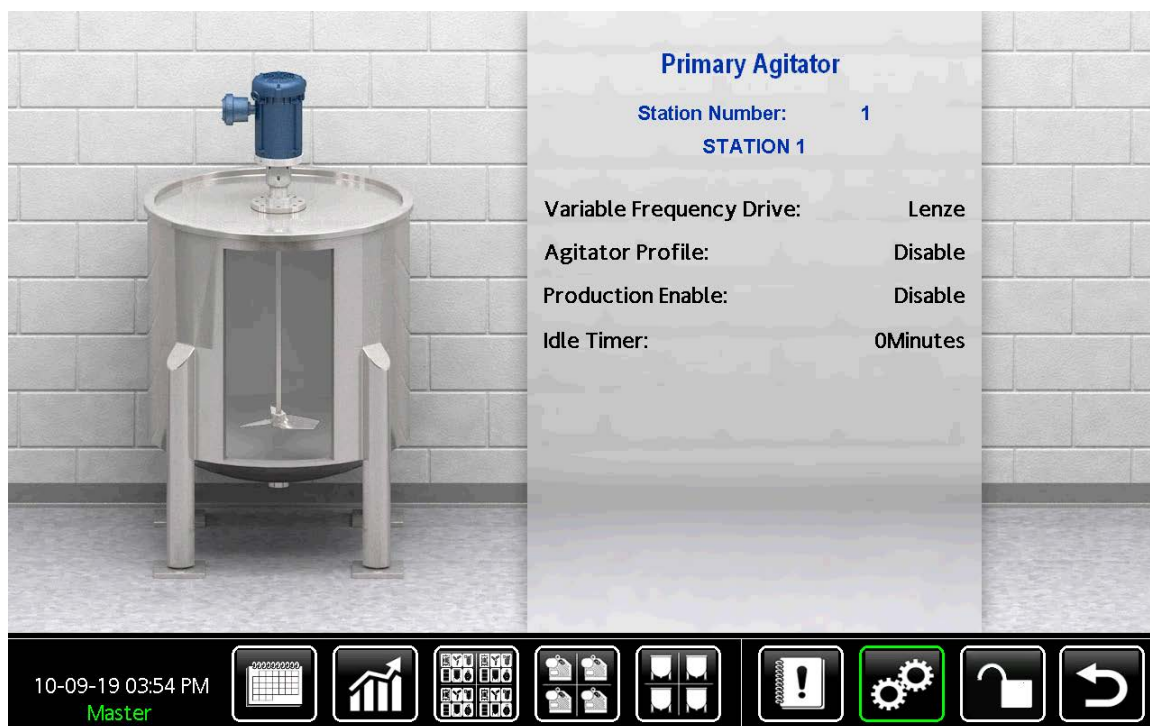 Primary Agitator
Station Number: 1
STATION 1
Variable Frequency Drive: Lenze
Agitator Profile: Disable
Production Enable: Disable
Idle Timer: 0Minutes
10-09-19 03:54 PM
Master